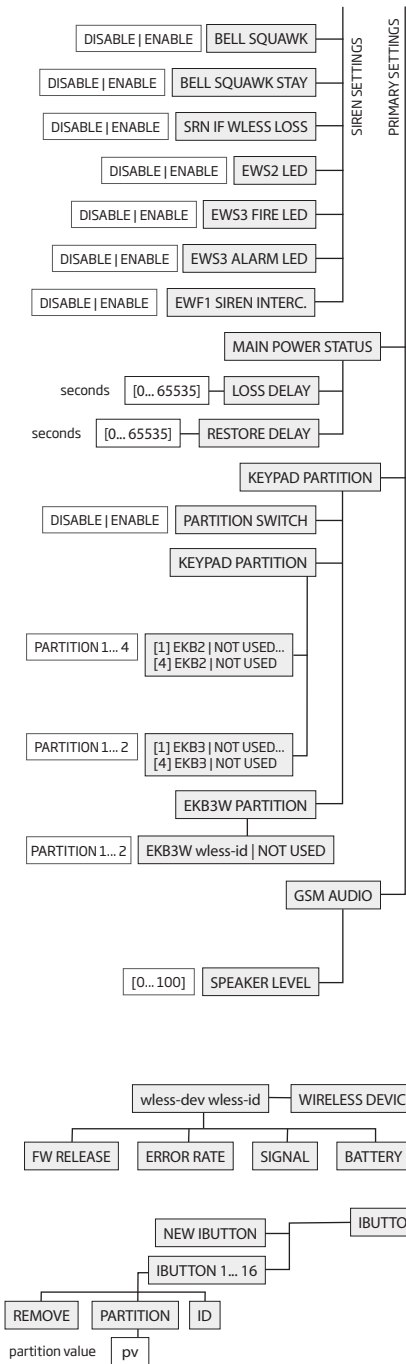 SIREN SETTINGS
PRIMARY SETTINGS
DISABLE | ENABLE BELL SQUAWK
DISABLE | ENABLE BELL SQUAWK STAY
DISABLE | ENABLE SRN IF WLESS LOSS
DISABLE | ENABLE EWS2 LED
DISABLE | ENABLE EWS3 FIRE LED
DISABLE | ENABLE EWS3 ALARM LED
DISABLE | ENABLE EWF1 SIREN INTERC.
MAIN POWER STATUS
seconds [0... 65535] LOSS DELAY
seconds [0... 65535] RESTORE DELAY
KEYPAD PARTITION
DISABLE | ENABLE PARTITION SWITCH
KEYPAD PARTITION
PARTITION 1... 4 [1] EKB2 | NOT USED...
[4] EKB2 | NOT USED
PARTITION 1... 2 [1] EKB3 | NOT USED...
[4] EKB3 | NOT USED
EKB3W PARTITION
PARTITION 1... 2 EKB3W wless-id | NOT USED
GSM AUDIO
[0... 100] SPEAKER LEVEL
wless-dev wless-id WIRELESS DEVIC
FW RELEASE ERROR RATE SIGNAL BATTERY
IBUTTO
NEW IBUTTON
IBUTTON 1... 16
REMOVE PARTITION ID
partition value pv